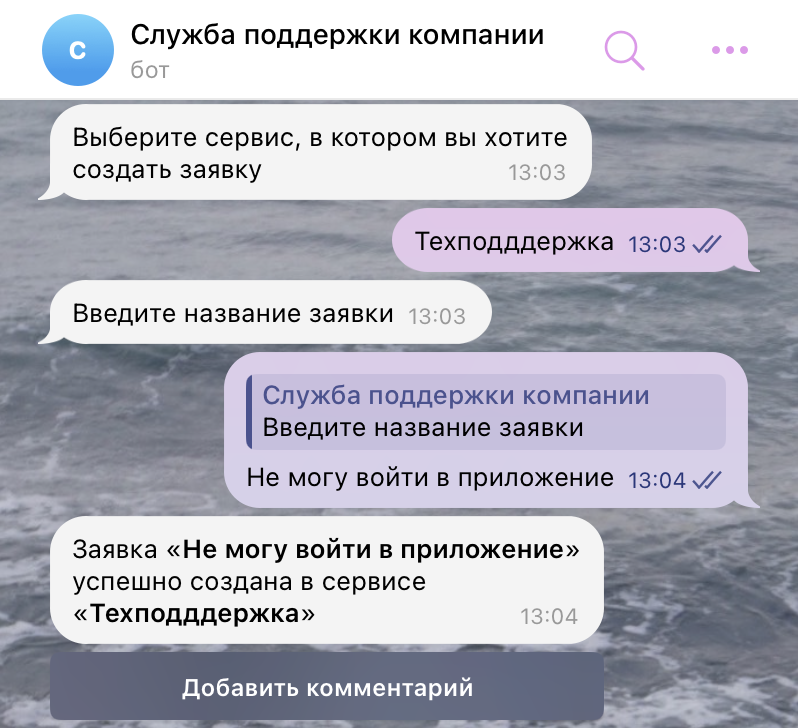 С
Служба поддержки компании
бот
Выберите сервис, в котором вы хотите
создать заявку 13:03
Техподддержка 13:03
Введите название заявки 13:03
Служба поддержки компании
Введите название заявки
Не могу войти в приложение 13:04
Заявка «Не могу войти в приложение»
успешно создана в сервисе
«Техподддержка» 13:04
Добавить комментарий